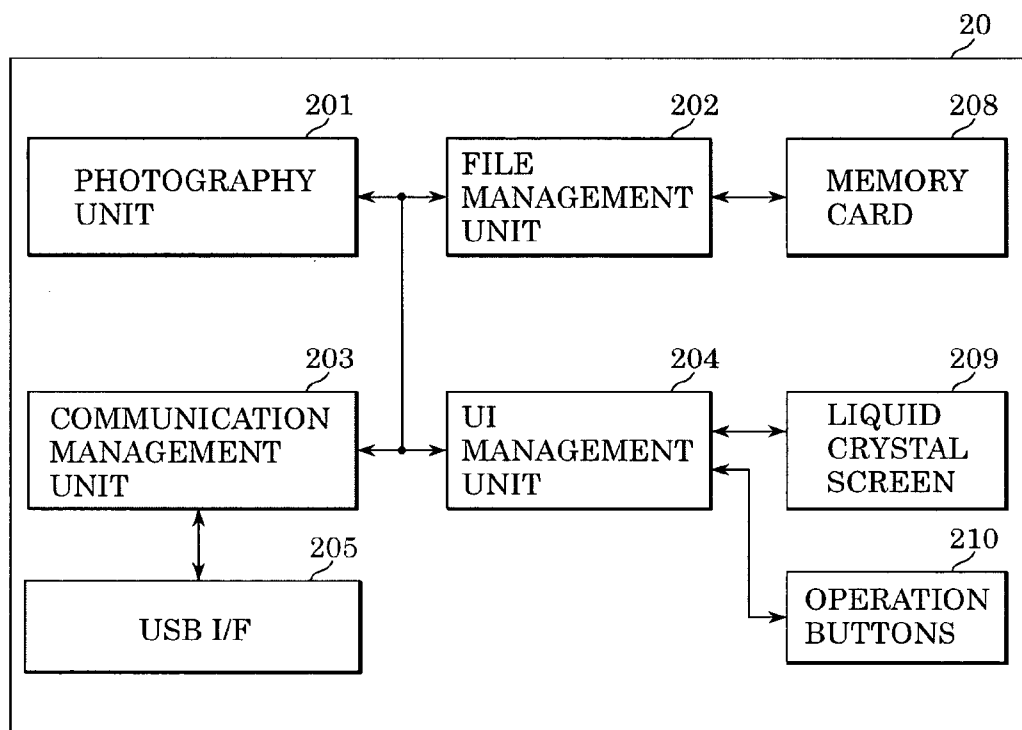 20
201
PHOTOGRAPHY
UNIT
202
FILE
MANAGEMENT
UNIT
208
MEMORY
CARD
203
COMMUNICATION
MANAGEMENT
UNIT
204
UI
MANAGEMENT
UNIT
209
LIQUID
CRYSTAL
SCREEN
205
USB I/F
210
OPERATION
BUTTONS